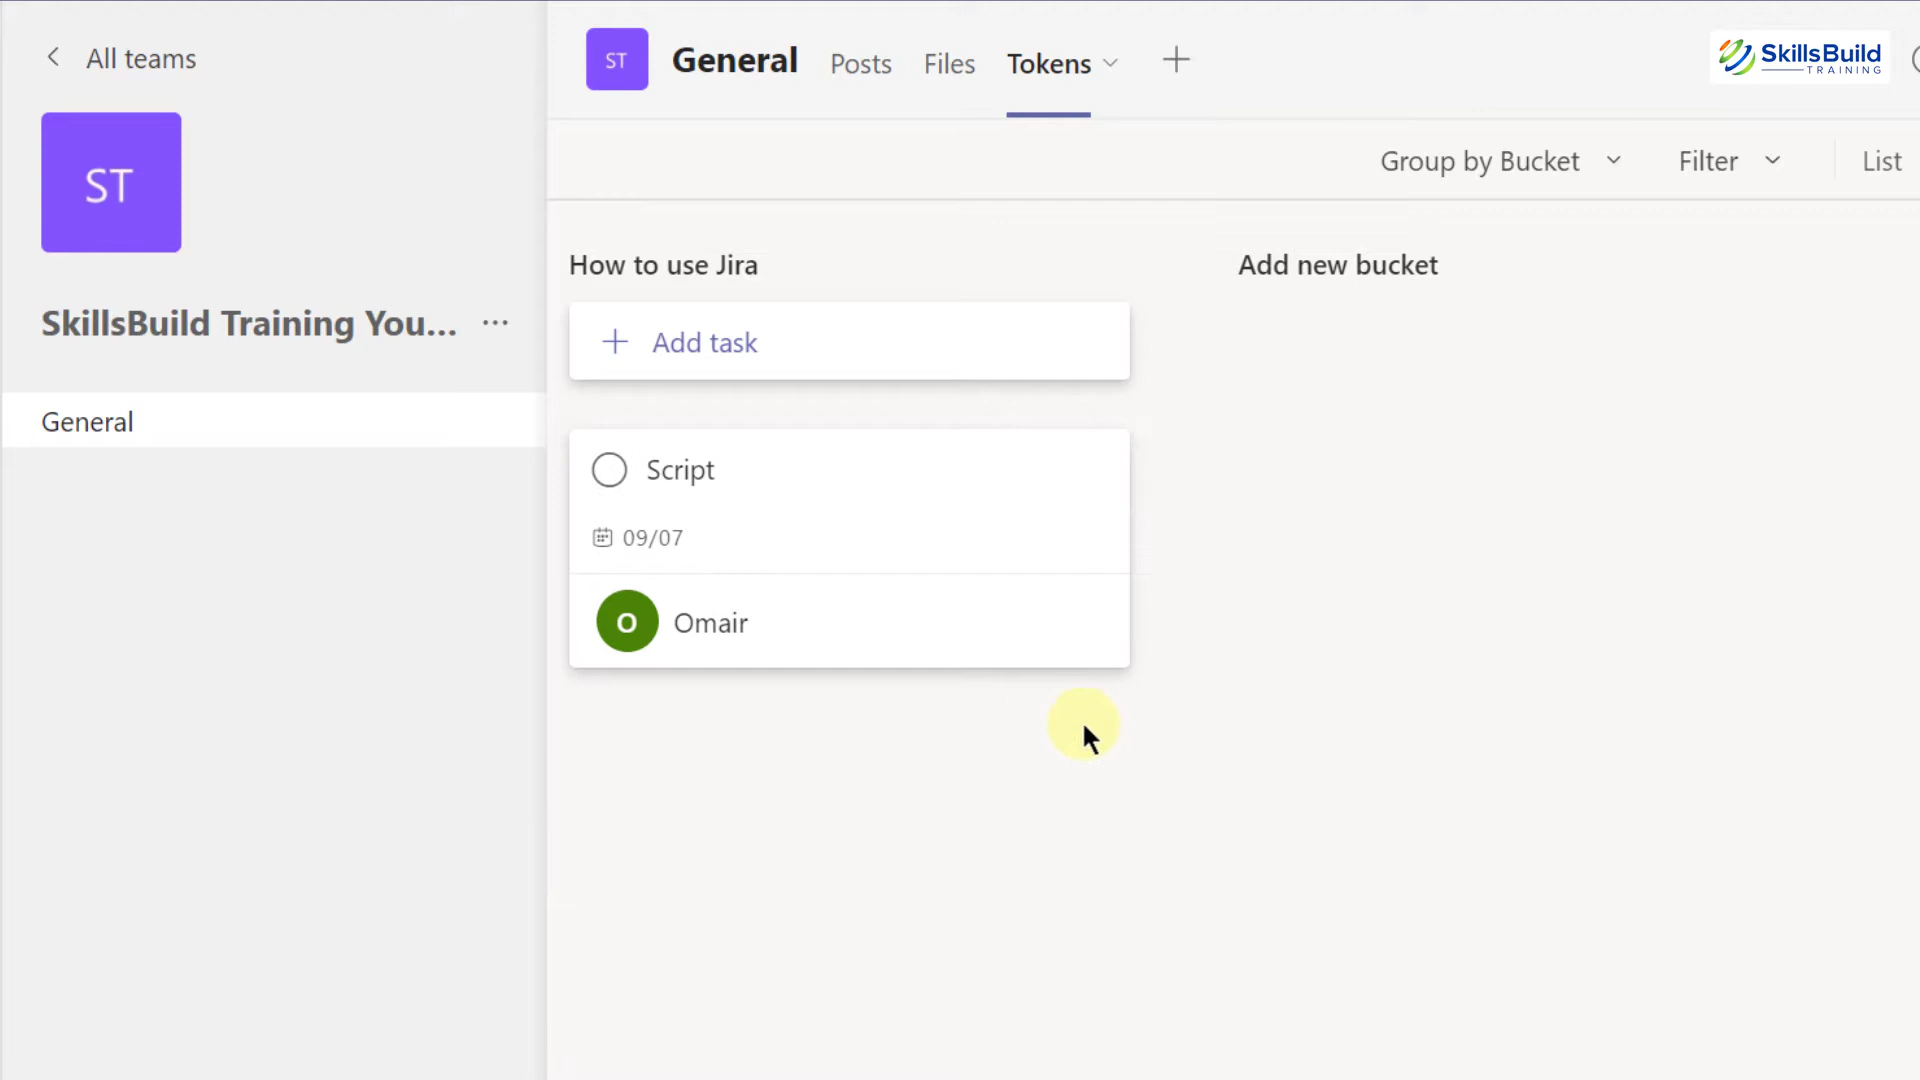 All teams
ST
SkillsBuild Training You...
General
ST
General
Posts
Files
Tokens
SkillsBuild
TRAINING
Group by Bucket
Filter
List
How to use Jira
Add new bucket
Add task
Script
09/07
O
Omair